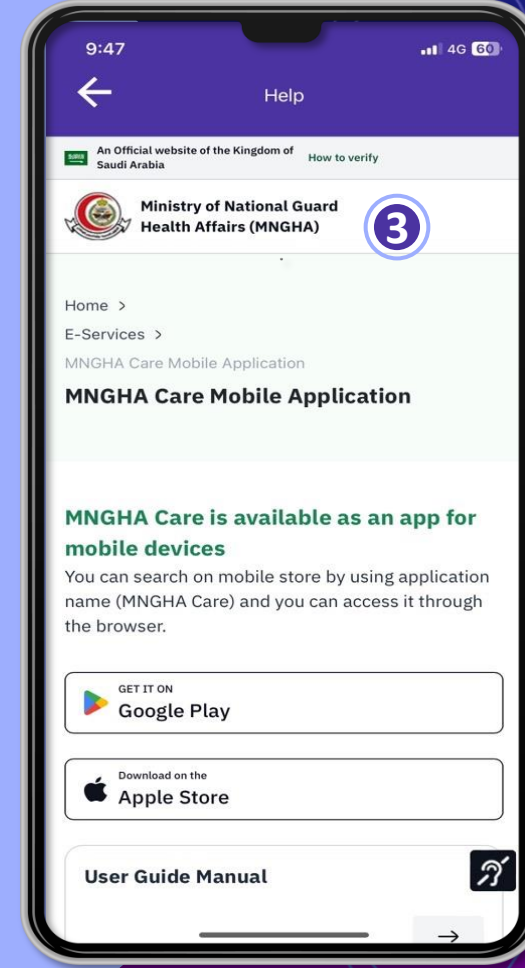 9:47
4G 60
Help
An Official website of the Kingdom of
Saudi Arabia
How to verify
Ministry of National Guard
Health Affairs (MNGHA)
3
Home >
E-Services >
MNGHA Care Mobile Application
MNGHA Care Mobile Application
MNGHA Care is available as an app for
mobile devices
You can search on mobile store by using application
name (MNGHA Care) and you can access it through
the browser.
GET IT ON
Google Play
Download on the
Apple Store
User Guide Manual